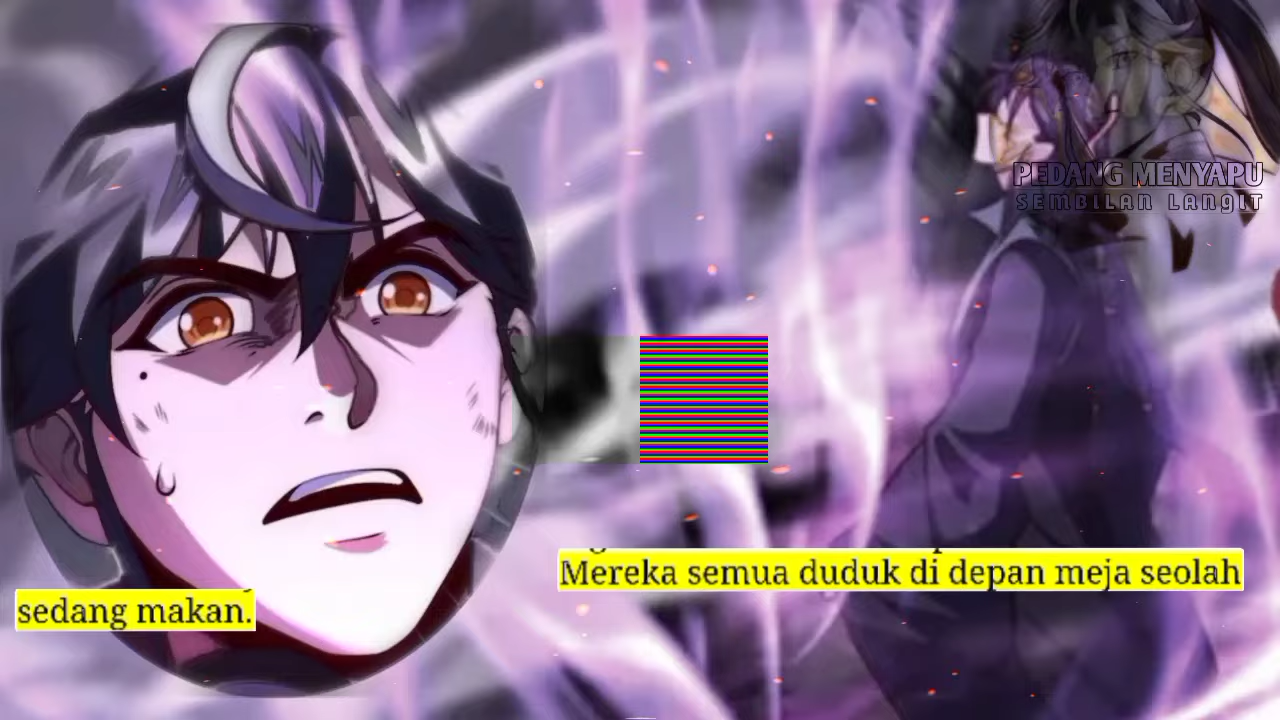 PEDANG MENYAPU
SEMBILAN LANGIT
Mereka semua duduk di depan meja seolah
sedang makan.